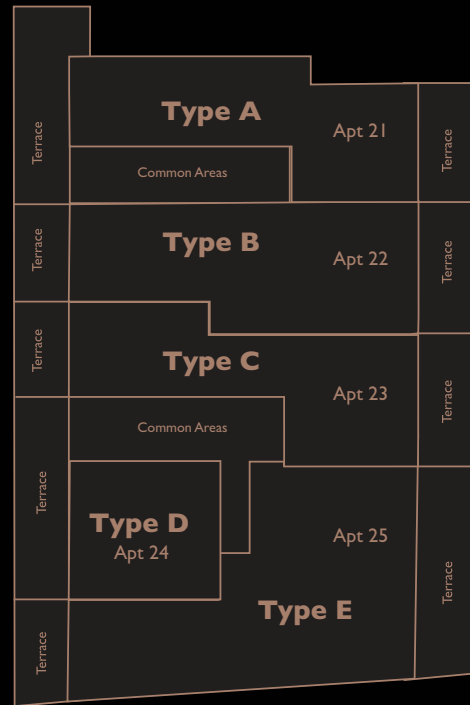 Type A
Apt 21
Terrace
Terrace
Common Areas
Type B
Apt 22
Terrace
Terrace
Type C
Apt 23
Terrace
Terrace
Common Areas
Terrace
Type D
Apt 24
Apt 25
Terrace
Type E
Terrace